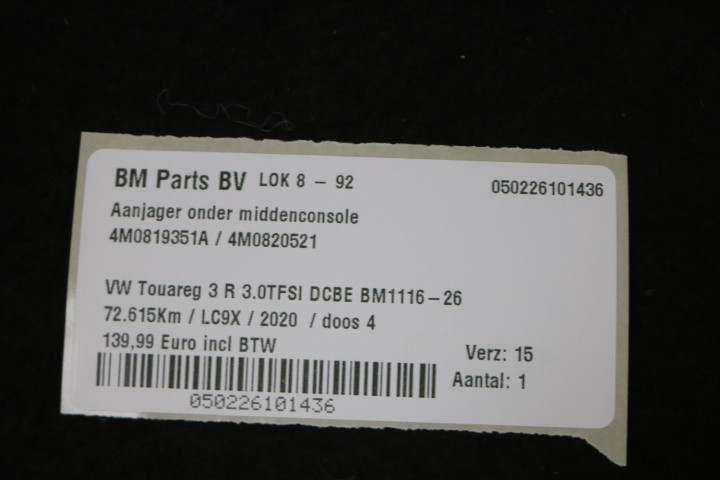 BM Parts BV LOK 8 - 92 050226101436
Aanjager onder middenconsole
4M0819351A / 4M0820521
VW Touareg 3 R 3.0TFSI DCBE BM1116-26
72.615Km / LC9X / 2020 / doos 4
139,99 Euro incl BTW
Verz: 15
Aantal: 1
050226101436